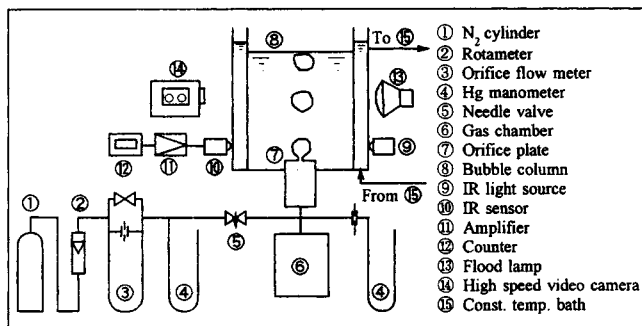 ⑧
To ⑮
⑭
⑬
⑦
⑨
⑫ ⑪ ⑩
From ⑮
① ②
⑤
⑥
③ ④ ④
① N₂ cylinder
② Rotameter
③ Orifice flow meter
④ Hg manometer
⑤ Needle valve
⑥ Gas chamber
⑦ Orifice plate
⑧ Bubble column
⑨ IR light source
⑩ IR sensor
⑪ Amplifier
⑫ Counter
⑬ Flood lamp
⑭ High speed video camera
⑮ Const. temp. bath